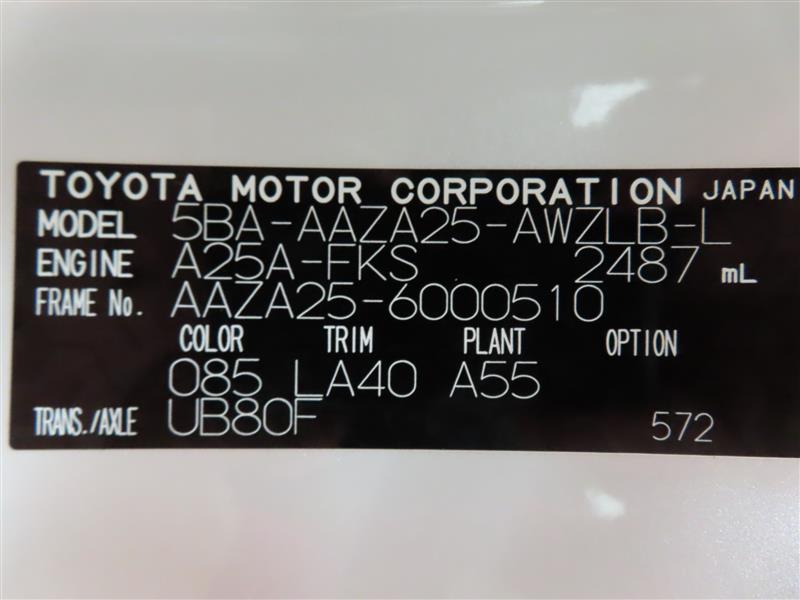 TOYOTA MOTOR CORPORATION JAPAN
MODEL 5BA-AAZA25-AWZLB-L
ENGINE A25A-FKS 2487 mL
FRAME No. AAZA25-6000510
COLOR TRIM PLANT OPTION
085 LA40 A55
TRANS./AXLE UB80F 572